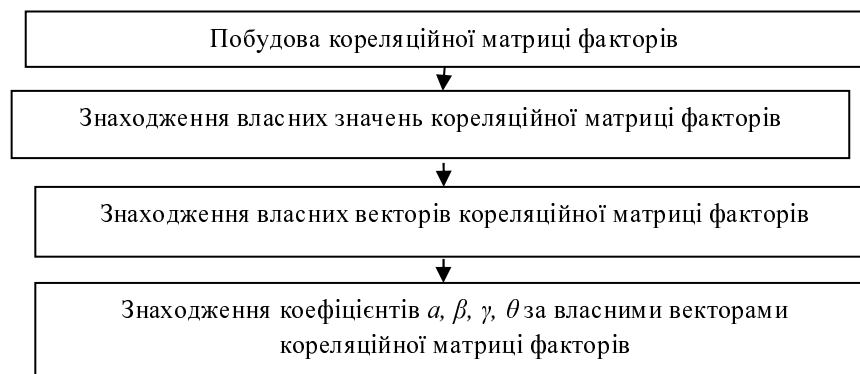 Побудова кореляційної матриці факторів
Знаходження власних значень кореляційної матриці факторів
Знаходження власних векторів кореляційної матриці факторів
Знаходження коефіцієнтів α, β, γ, θ за власними векторами
кореляційної матриці факторів